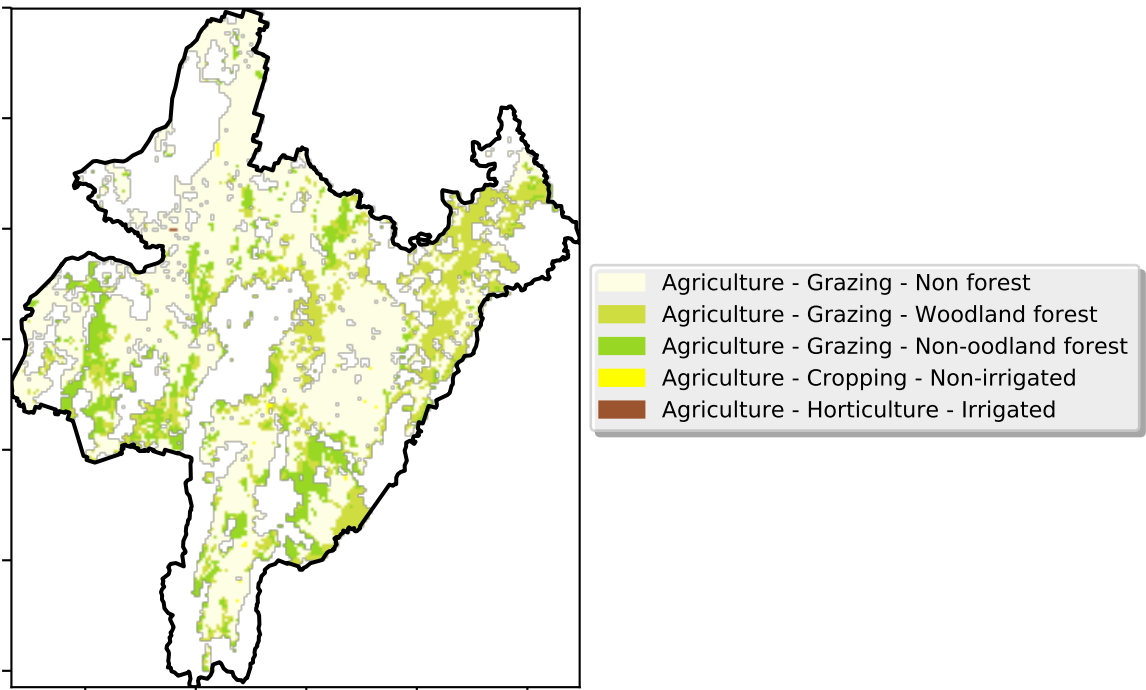 Agriculture - Grazing - Non forest
Agriculture - Grazing - Woodland forest
Agriculture - Grazing - Non-oodland forest
Agriculture - Cropping - Non-irrigated
Agriculture - Horticulture - Irrigated